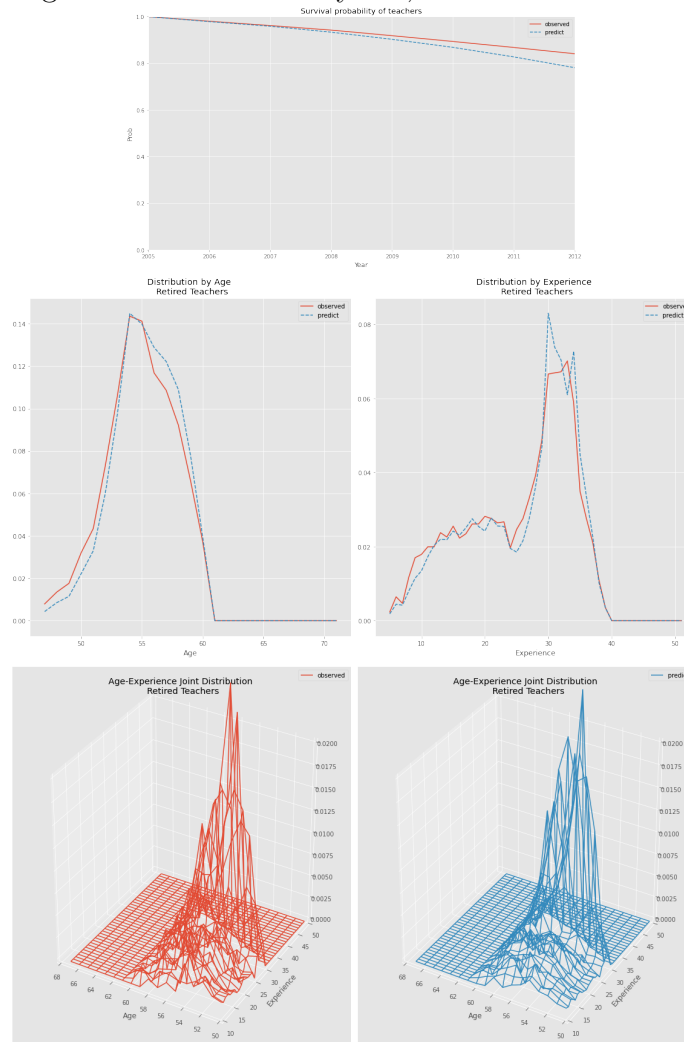 Survival probability of teachers
observed
predict
1.0
0.8
0.6
0.4
0.2
0.0
Prob
2005 2006 2007 2008 2009 2010 2011 2012
Year
Distribution by Age
Retired Teachers
observed
predict
0.14
0.12
0.10
0.08
0.06
0.04
0.02
0.00
50 55 60 65 70
Age
Distribution by Experience
Retired Teachers
observed
predict
0.08
0.06
0.04
0.02
0.00
10 20 30 40 50
Experience
Age-Experience Joint Distribution
Retired Teachers
observed
0.0200
0.0175
0.0150
0.0125
0.0100
0.0075
0.0050
0.0025
0.0000
68 66 64 62 60 58 56 54 52 50
Age
10 15 20 25 30 35 40 45 50
Experience
Age-Experience Joint Distribution
Retired Teachers
predic
0.0200
0.0175
0.0150
0.0125
0.0100
0.0075
0.0050
0.0025
0.0000
68 66 64 62 60 58 56 54 52 50
Age
10 15 20 25 30 35 40 45 50
Experience